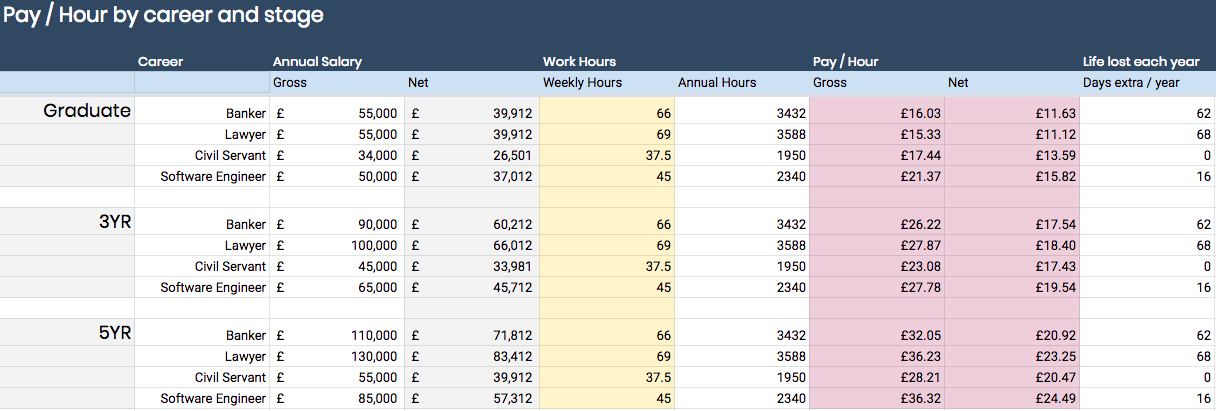 Pay / Hour by career and stage
Career Annual Salary Work Hours Pay / Hour Life lost each year
Gross Net Weekly Hours Annual Hours Gross Net Days extra / year
Graduate Banker £ 55,000 £ 39,912 66 3432 £16.03 £11.63 62
Lawyer £ 55,000 £ 39,912 69 3588 £15.33 £11.12 68
Civil Servant £ 34,000 £ 26,501 37.5 1950 £17.44 £13.59 0
Software Engineer £ 50,000 £ 37,012 45 2340 £21.37 £15.82 16
3YR Banker £ 90,000 £ 60,212 66 3432 £26.22 £17.54 62
Lawyer £ 100,000 £ 66,012 69 3588 £27.87 £18.40 68
Civil Servant £ 45,000 £ 33,981 37.5 1950 £23.08 £17.43 0
Software Engineer £ 65,000 £ 45,712 45 2340 £27.78 £19.54 16
5YR Banker £ 110,000 £ 71,812 66 3432 £32.05 £20.92 62
Lawyer £ 130,000 £ 83,412 69 3588 £36.23 £23.25 68
Civil Servant £ 55,000 £ 39,912 37.5 1950 £28.21 £20.47 0
Software Engineer £ 85,000 £ 57,312 45 2340 £36.32 £24.49 16